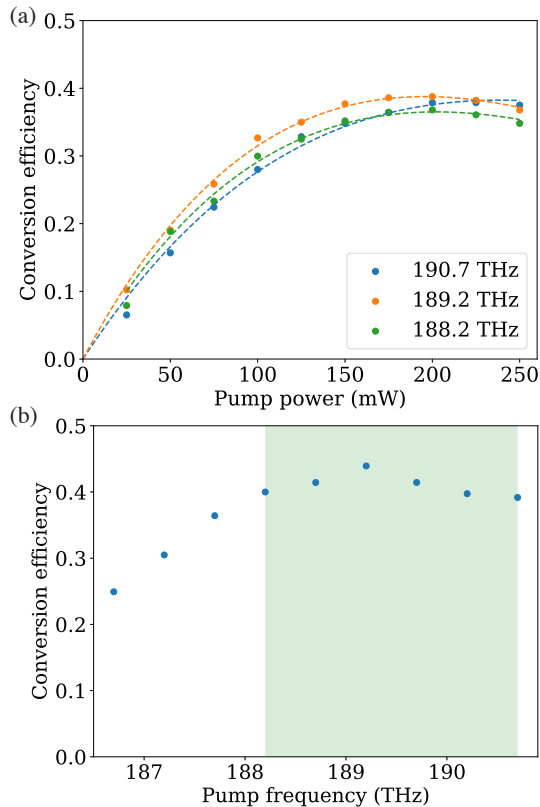 (a)
0.5
0.4
0.3
0.2
0.1
0.0
Conversion efficiency
190.7 THz
189.2 THz
188.2 THz
0 50 100 150 200 250
Pump power (mW)
(b)
0.5
0.4
0.3
0.2
0.1
0.0
Conversion efficiency
187 188 189 190
Pump frequency (THz)